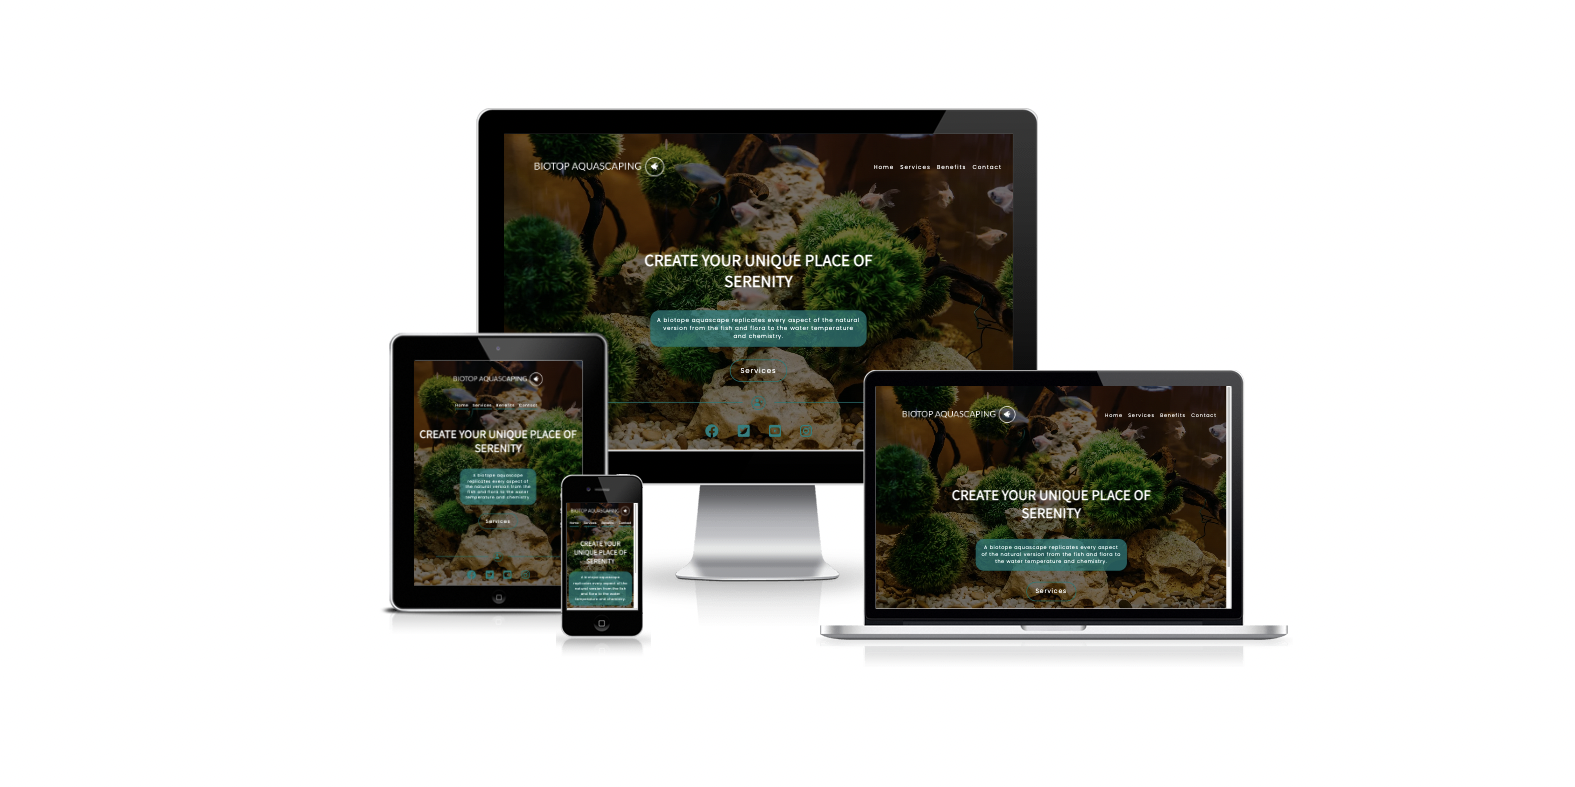 BIOTOP AQUASCAPING
Home Services Benefits Contact
CREATE YOUR UNIQUE PLACE OF
SERENITY
A biotope aquascape replicates every aspect of the natural
version from the fish and flora to the water temperature
and chemistry.
Services
BIOTOP AQUASCAPING
Home Services Benefits Contact
CREATE YOUR UNIQUE PLACE OF
SERENITY
A biotope aquascape
replicates every aspect of
the natural version from the
fish and flora to the water
temperature and chemistry.
Services
BIOTOP AQUASCAPING
Home Services Benefits Contact
CREATE YOUR
UNIQUE PLACE OF
SERENITY
A biotope aquascape
replicates every aspect of the
natural version from the fish
and flora to the water
temperature and chemistry.
BIOTOP AQUASCAPING
Home Services Benefits Contact
CREATE YOUR UNIQUE PLACE OF
SERENITY
A biotope aquascape replicates every aspect
of the natural version from the fish and flora to
the water temperature and chemistry.
Services